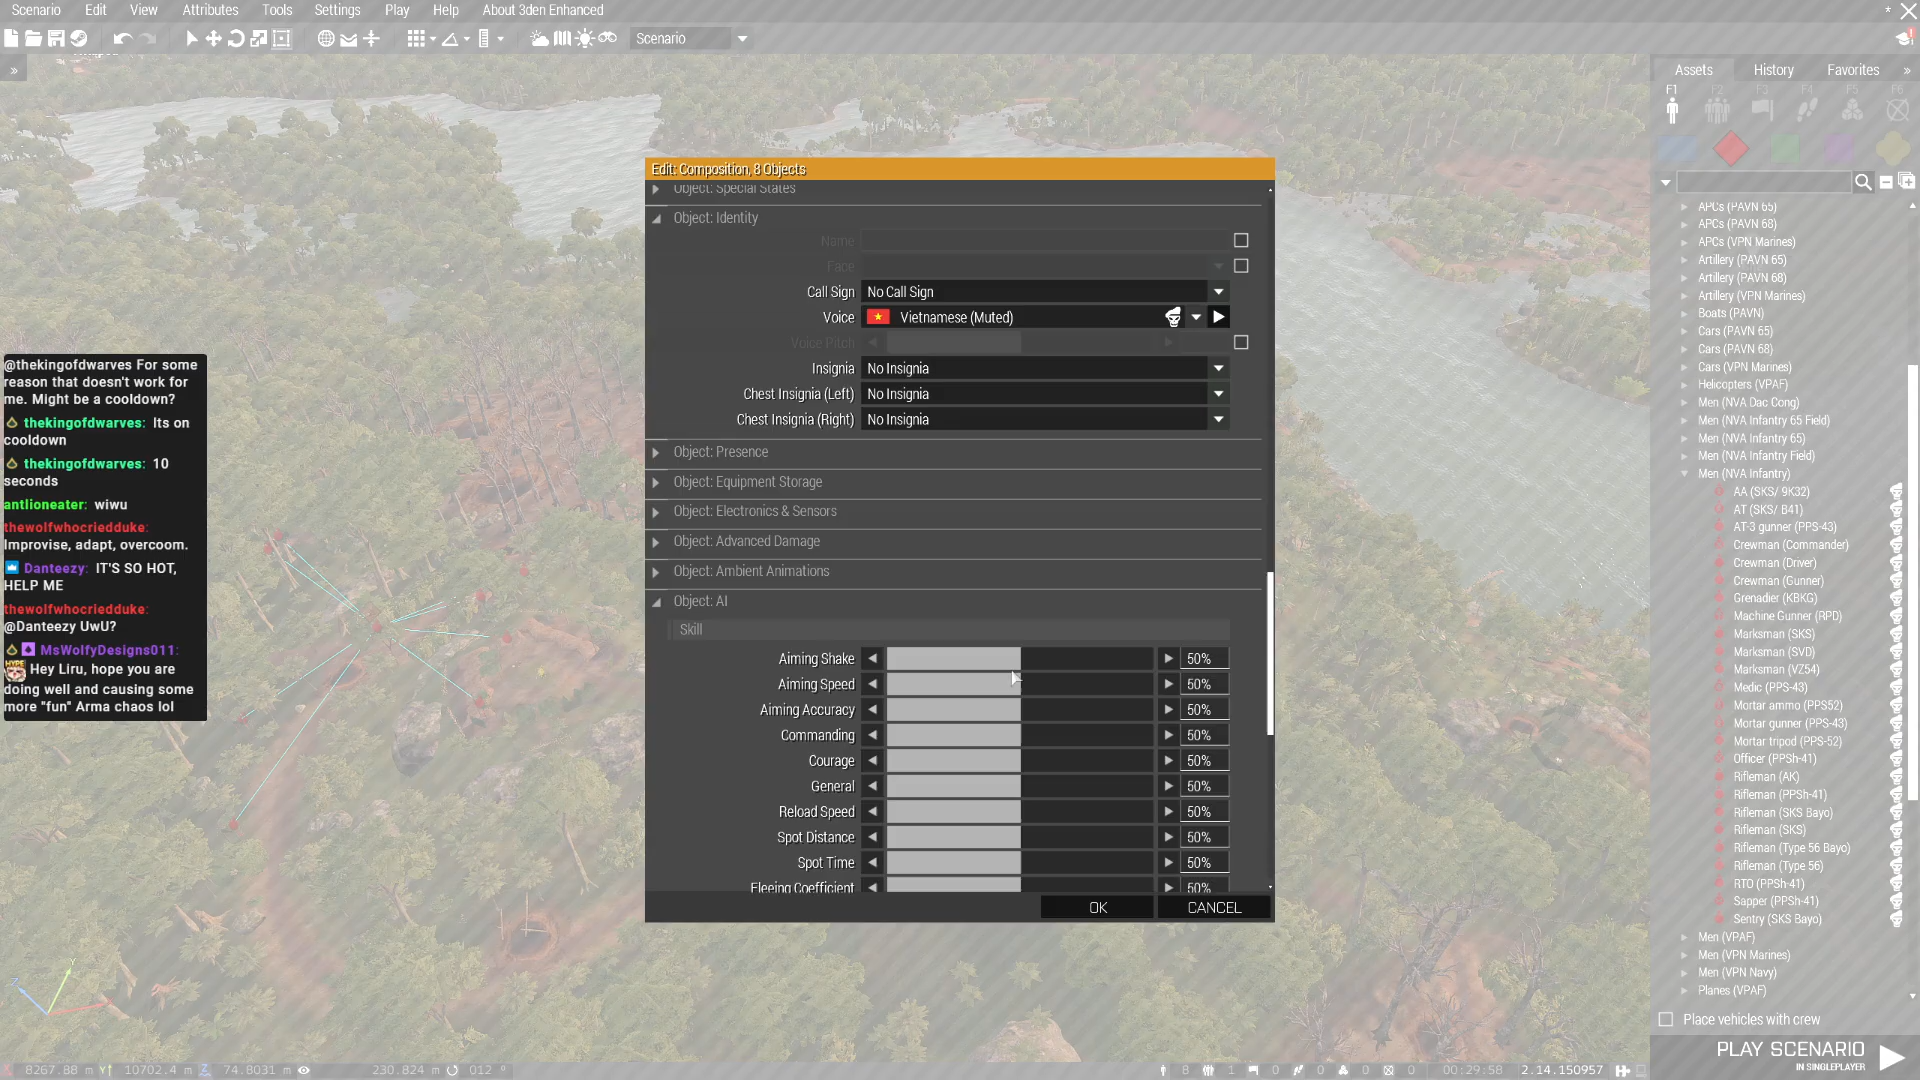 Scenario Edit View Attributes Tools Settings Play Help About 3den Enhanced
Scenario
Assets History Favorites
F1 F2 F3 F4 F5 F6
APCs (PAVN 65)
APCs (PAVN 68)
APCs (VPN Marines)
Artillery (PAVN 65)
Artillery (PAVN 68)
Artillery (VPN Marines)
Boats (PAVN)
Cars (PAVN 65)
Cars (PAVN 68)
Cars (VPN Marines)
Helicopters (VPAF)
Men (NVA Dac Cong)
Men (NVA Infantry 65 Field)
Men (NVA Infantry 65)
Men (NVA Infantry Field)
Men (NVA Infantry)
AA (SKS/ 9K32)
AT (SKS/ B41)
AT-3 gunner (PPS-43)
Crewman (Commander)
Crewman (Driver)
Crewman (Gunner)
Grenadier (KBKG)
Machine Gunner (RPD)
Marksman (SKS)
Marksman (SVD)
Marksman (VZ54)
Medic (PPS-43)
Mortar ammo (PPS52)
Mortar gunner (PPS-43)
Mortar tripod (PPS-52)
Officer (PPSh-41)
Rifleman (AK)
Rifleman (PPSh-41)
Rifleman (SKS Bayo)
Rifleman (SKS)
Rifleman (Type 56 Bayo)
Rifleman (Type 56)
RTO (PPSh-41)
Sapper (PPSh-41)
Sentry (SKS Bayo)
Men (VPAF)
Men (VPN Marines)
Men (VPN Navy)
Planes (VPAF)
Place vehicles with crew
PLAY SCENARIO
IN SINGLEPLAYER
Edit: Composition, 8 Objects
Object: Special States
Object: Identity
Name
Face
Call Sign No Call Sign
Voice Vietnamese (Muted)
Voice Pitch
Insignia No Insignia
Chest Insignia (Left) No Insignia
Chest Insignia (Right) No Insignia
Object: Presence
Object: Equipment Storage
Object: Electronics & Sensors
Object: Advanced Damage
Object: Ambient Animations
Object: AI
Skill
Aiming Shake 50%
Aiming Speed 50%
Aiming Accuracy 50%
Commanding 50%
Courage 50%
General 50%
Reload Speed 50%
Spot Distance 50%
Spot Time 50%
Fleeing Coefficient 50%
OK CANCEL
@thekingofdwarves For some
reason that doesn't work for
me. Might be a cooldown?
thekingofdwarves: Its on
cooldown
thekingofdwarves: 10
seconds
antlioneater: wiwu
thewolfwhocriedduke:
Improvise, adapt, overcoom.
Danteezy: IT'S SO HOT,
HELP ME
thewolfwhocriedduke:
@Danteezy UwU?
MsWolfyDesigns011:
HYPE Hey Liru, hope you are
doing well and causing some
more "fun" Arma chaos lol
X 8267.88 m Y 10702.4 m Z 74.8031 m 230.824 m 012 °
8 1 0 0 0 0 00:29:58 2.14.150957